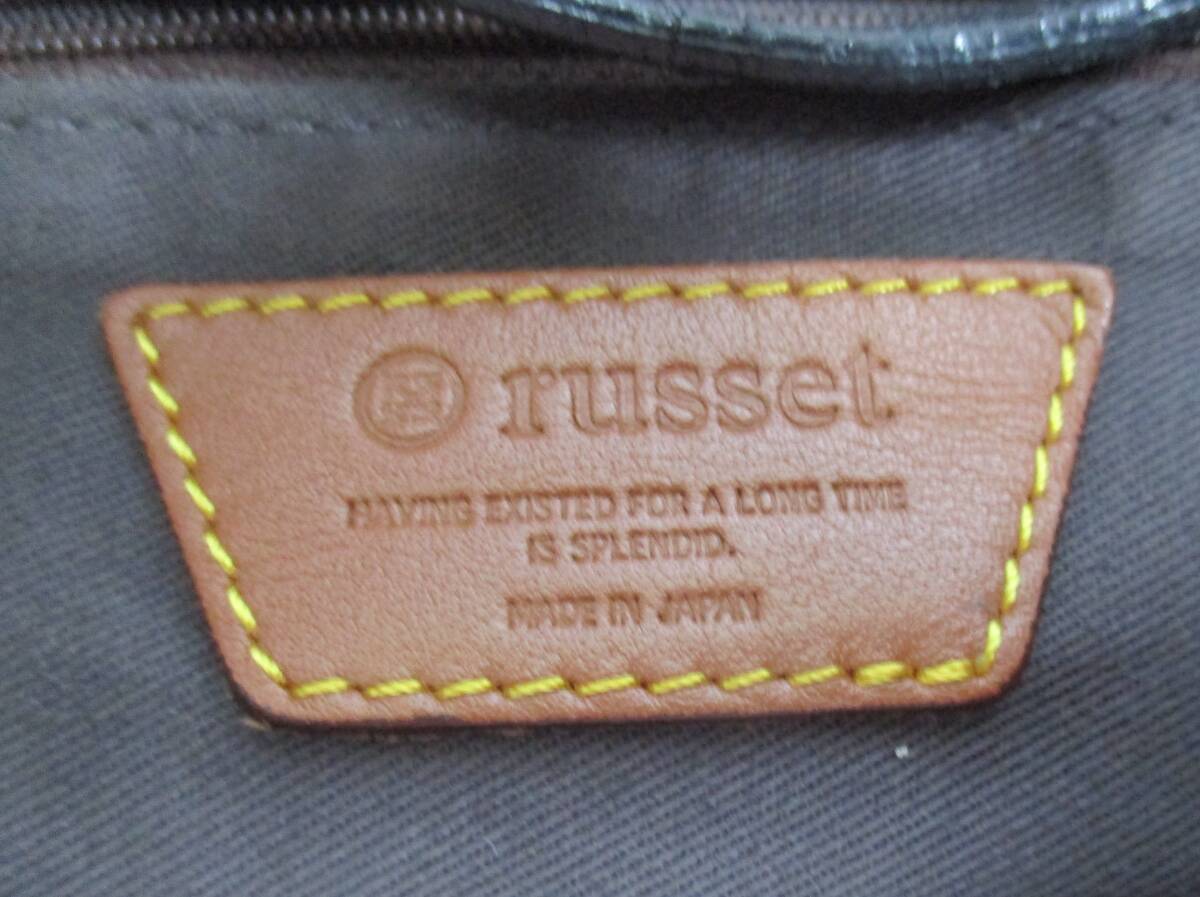 russet
HAVING EXISTED FOR A LONG TIME
IS SPLENDID.
MADE IN JAPAN